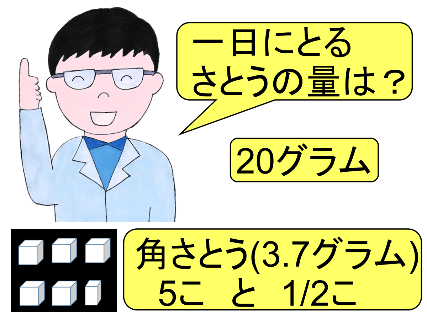 一日にとる
さとうの量は？
20グラム
角さとう(3.7グラム)
5こ と 1/2こ